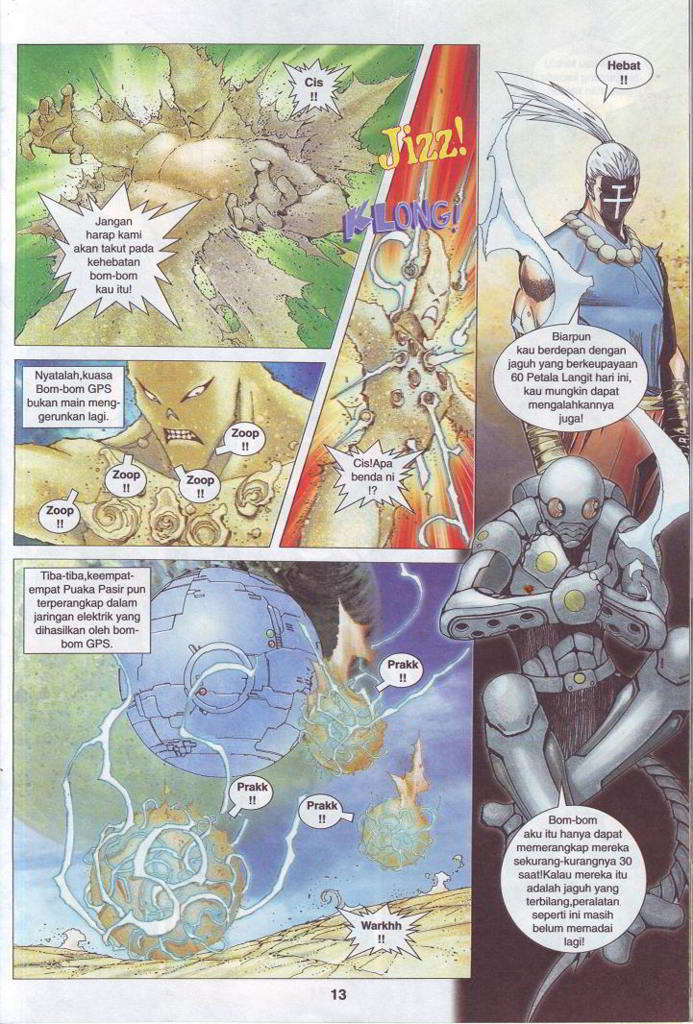 Cis
!!
Jangan
harap kami
akan takut pada
kehebatan
bom-bom
kau itu!
Jizz!
KLONG!
Cis!Apa
benda ni
!?
Nyatalah,kuasa
Bom-bom GPS
bukan main meng-
gerunkan lagi.
Zoop
!!
Zoop
!!
Zoop
!!
Zoop
!!
Tiba-tiba,keempat-
empat Puaka Pasir pun
terperangkap dalam
jaringan elektrik yang
dihasilkan oleh bom-
bom GPS.
Prakk
!!
Prakk
!!
Prakk
!!
Warkhh
!!
Hebat
!!
Biarpun
kau berdepan dengan
jaguh yang berkeupayaan
60 Petala Langit hari ini,
kau mungkin dapat
mengalahkannya
juga!
Bom-bom
aku itu hanya dapat
memerangkap mereka
sekurang-kurangnya 30
saat!Kalau mereka itu
adalah jaguh yang
terbilang,peralatan
seperti ini masih
belum memadai
lagi!
13